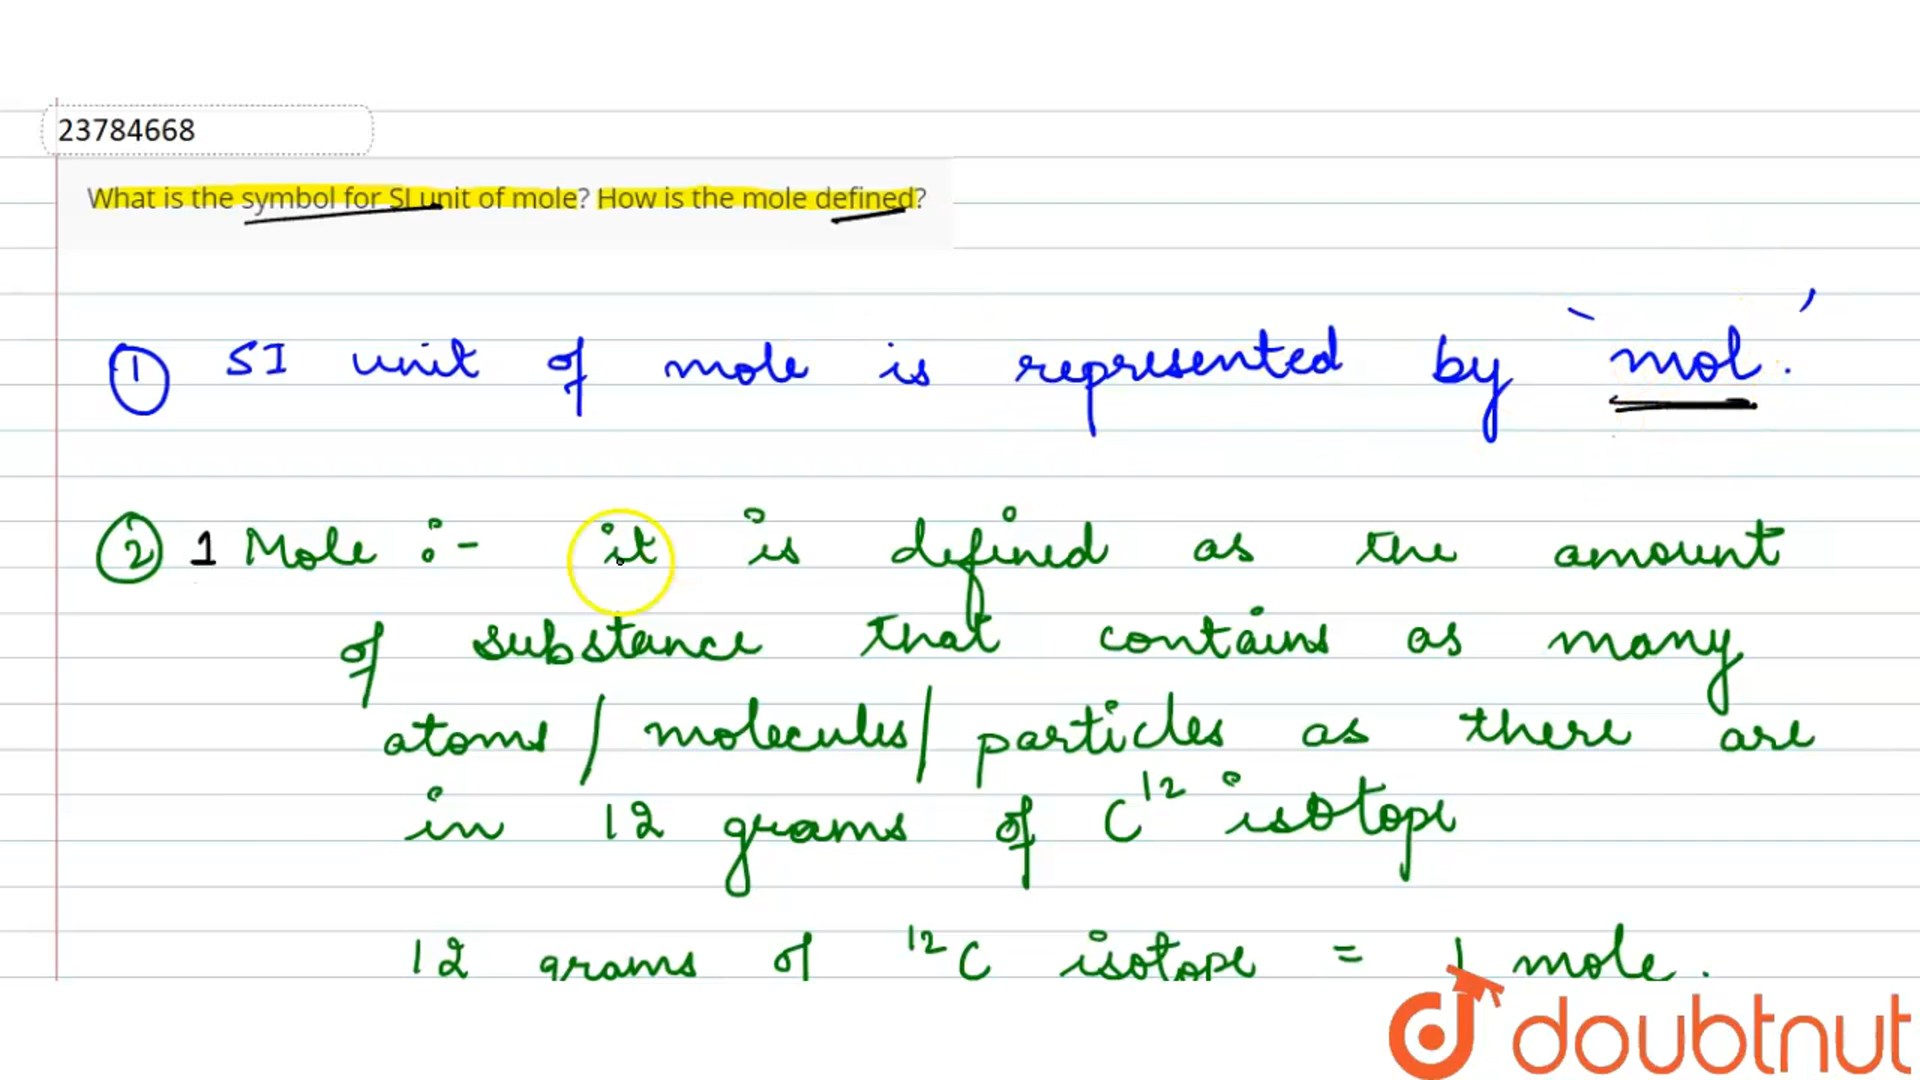 23784668
What is the symbol for SI unit of mole? How is the mole defined?
① SI unit of mole is represented by 'mol.'
② 1 Mole :- it is defined as the amount
of substance that contains as many
atoms / molecules / particles as there are
in 12 grams of C¹² isotope
12 grams of ¹²C isotope = 1 mole.
doubtnut